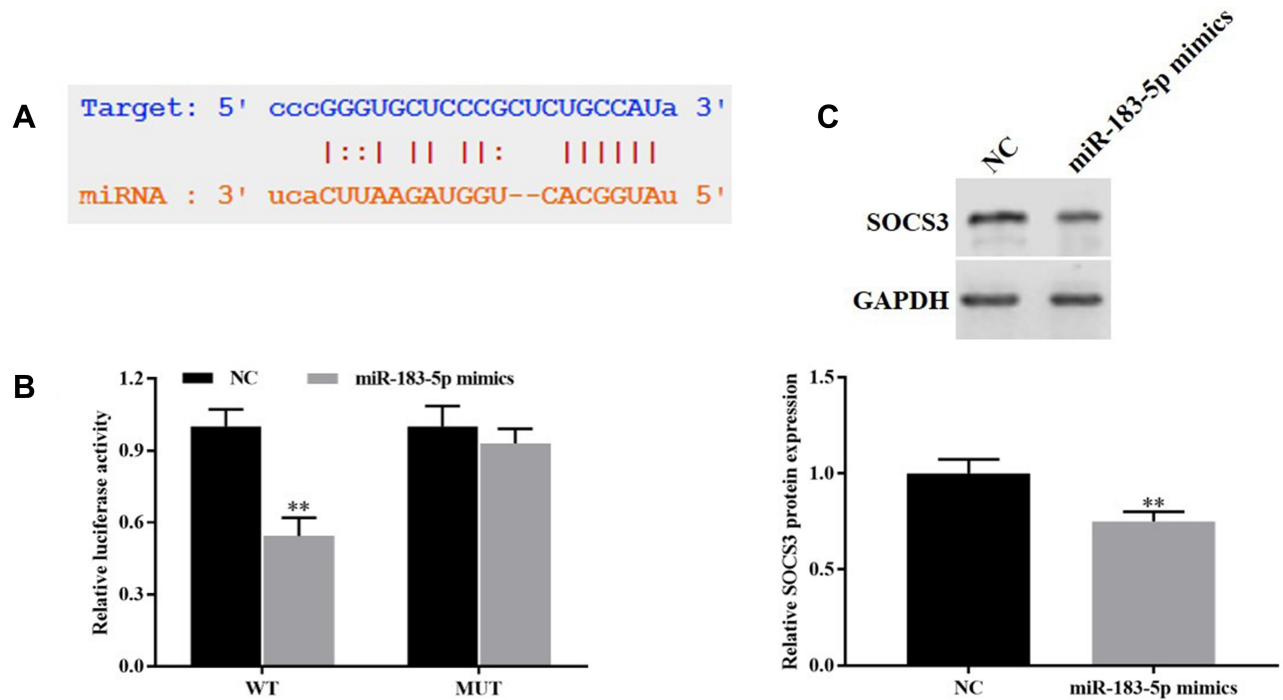 A
Target: 5' cccGGGUGCUCCCGCUCUGCCAUa 3'
|::| || ||: ||||||
miRNA : 3' ucaCUUAAGAUGGU--CACGGUAu 5'
B
NC miR-183-5p mimics
Relative luciferase activity
1.2
0.9
0.6
0.3
0.0
**
WT MUT
C
NC miR-183-5p mimics
SOCS3
GAPDH
Relative SOCS3 protein expression
1.5
1.0
0.5
0.0
**
NC miR-183-5p mimics